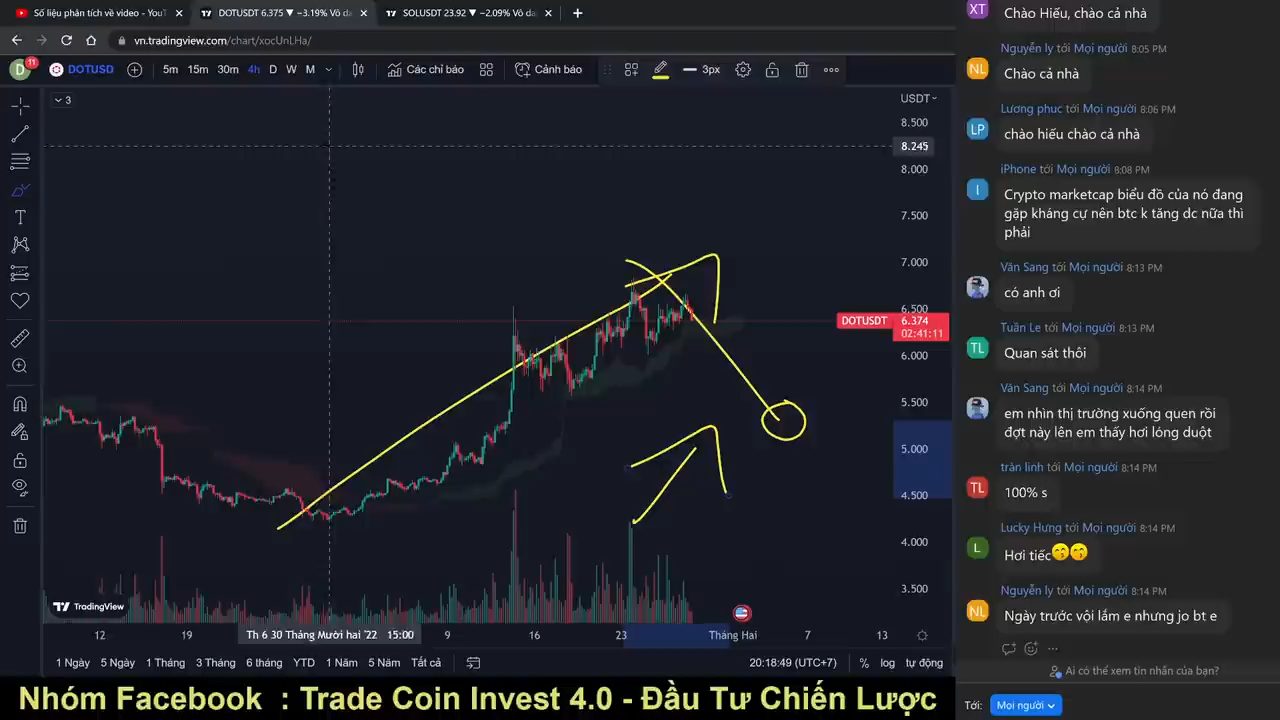 Số liệu phân tích về video - YouT
DOTUSDT 6.375 ▼ −3.19% Vô da
SOLUSDT 23.92 ▼ −2.09% Vô d
vn.tradingview.com/chart/xocUnLHa/
D
11
DOTUSD
5m 15m 30m 4h D W M
Các chỉ báo
Cảnh báo
3px
3
USDT
8.500
8.245
8.000
7.500
7.000
6.500
DOTUSDT 6.374
02:41:11
6.000
5.500
5.000
4.500
4.000
3.500
TradingView
12 19 Th 6 30 Tháng Mười hai '22 15:00 9 16 23 Tháng Hai 7 13
1 Ngày 5 Ngày 1 Tháng 3 Tháng 6 tháng YTD 1 Năm 5 Năm Tất cả
20:18:49 (UTC+7) % log tự động
Nhóm Facebook : Trade Coin Invest 4.0 - Đầu Tư Chiến Lược
XT
Chào Hiếu, chào cả nhà
Nguyễn ly tới Mọi người 8:05 PM
NL
Chào cả nhà
Lương phuc tới Mọi người 8:06 PM
LP
chào hiếu chào cả nhà
iPhone tới Mọi người 8:08 PM
I
Crypto marketcap biểu đồ của nó đang
gặp kháng cự nên btc k tăng dc nữa thì
phải
Văn Sang tới Mọi người 8:13 PM
có anh ơi
Tuân Le tới Mọi người 8:13 PM
TL
Quan sát thôi
Văn Sang tới Mọi người 8:14 PM
em nhìn thị trường xuống quen rồi
đợt này lên em thấy hơi lóng duột
tràn linh tới Mọi người 8:14 PM
TL
100% s
Lucky Hưng tới Mọi người 8:14 PM
L
Hơi tiếc😙😙
Nguyễn ly tới Mọi người 8:14 PM
NL
Ngày trước vội lắm e nhưng jo bt e
Ai có thể xem tin nhắn của bạn?
Tới: Mọi người